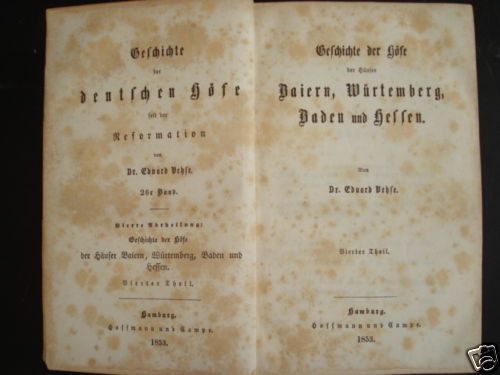 Geschichte
der
deutschen Höfe
seit der
Reformation
von
Dr. Eduard Vehse.
26r Band.
Vierte Abtheilung:
Geschichte der Höfe
der Häuser Baiern, Würtemberg, Baden und
Hessen.
Vierter Theil.
Hamburg.
Hoffmann und Campe.
1853.
Geschichte der Höfe
der Häuser
Baiern, Würtemberg,
Baden und Hessen.
Von
Dr. Eduard Vehse.
Vierter Theil.
Hamburg.
Hoffmann und Campe.
1853.